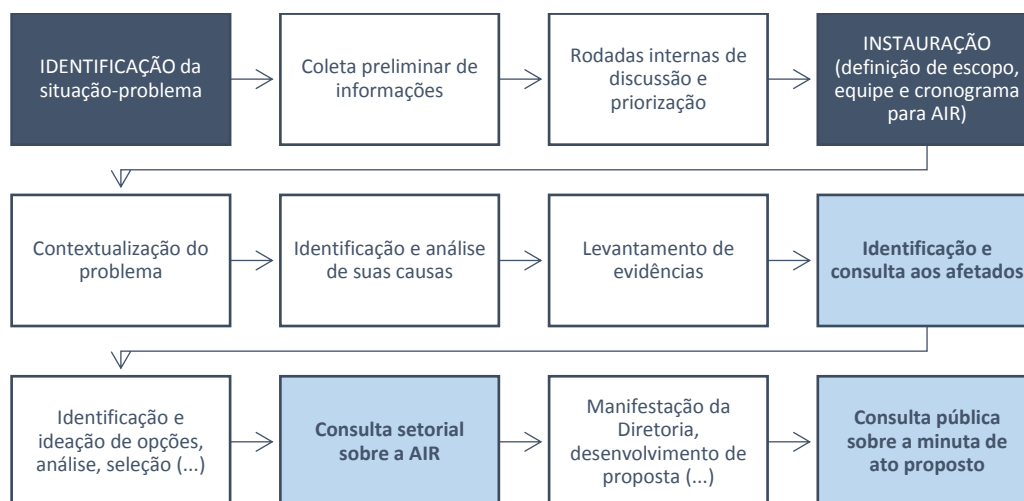 IDENTIFICAÇÃO da
situação-problema
Coleta preliminar de
informações
Rodadas internas de
discussão e
priorização
INSTAURAÇÃO
(definição de escopo,
equipe e cronograma
para AIR)
Contextualização do
problema
Identificação e análise
de suas causas
Levantamento de
evidências
Identificação e
consulta aos afetados
Identificação e
ideação de opções,
análise, seleção (...)
Consulta setorial
sobre a AIR
Manifestação da
Diretoria,
desenvolvimento de
proposta (...)
Consulta pública
sobre a minuta de
ato proposto